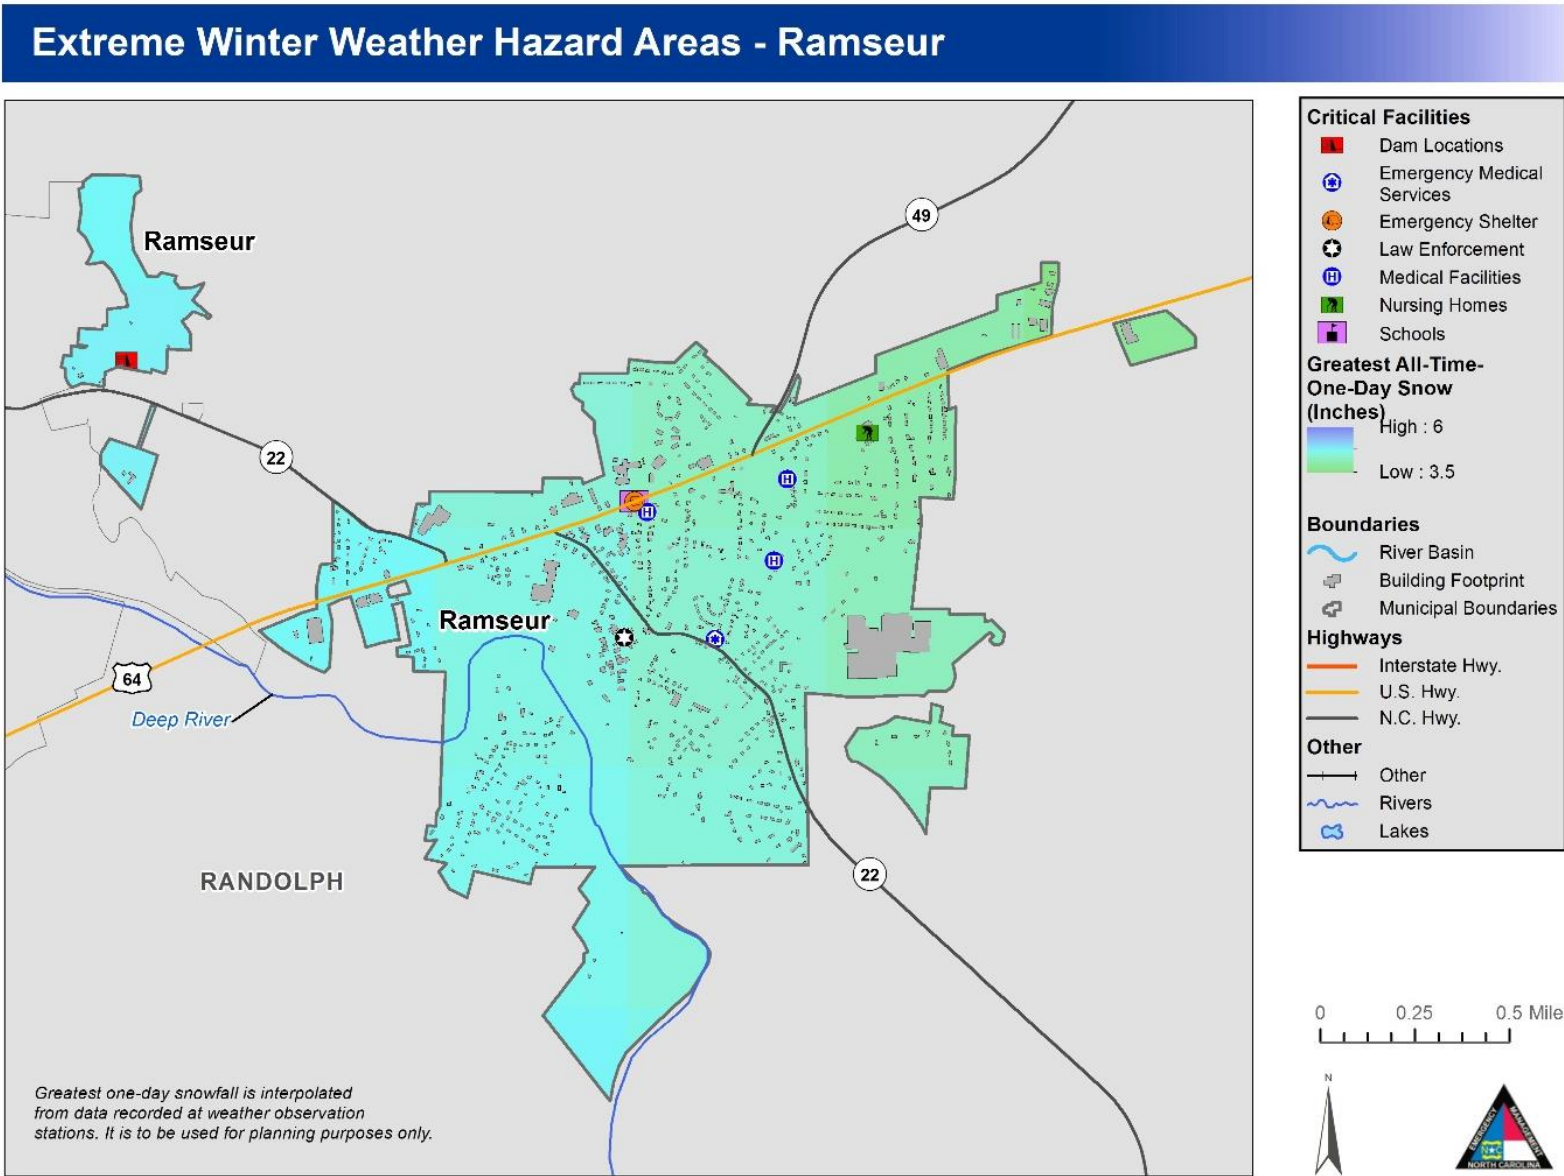 Extreme Winter Weather Hazard Areas - Ramseur
Ramseur
49
22
64
Deep River
Ramseur
22
RANDOLPH
Greatest one-day snowfall is interpolated
from data recorded at weather observation
stations. It is to be used for planning purposes only.
Critical Facilities
Dam Locations
Emergency Medical
Services
Emergency Shelter
Law Enforcement
H Medical Facilities
Nursing Homes
Schools
Greatest All-Time-
One-Day Snow
(Inches)
High : 6
Low : 3.5
Boundaries
River Basin
Building Footprint
Municipal Boundaries
Highways
Interstate Hwy.
U.S. Hwy.
N.C. Hwy.
Other
Other
Rivers
Lakes
H
H
H
0 0.25 0.5 Mile
N
EMERGENCY
MANAGEMENT
N C
NORTH CAROLINA